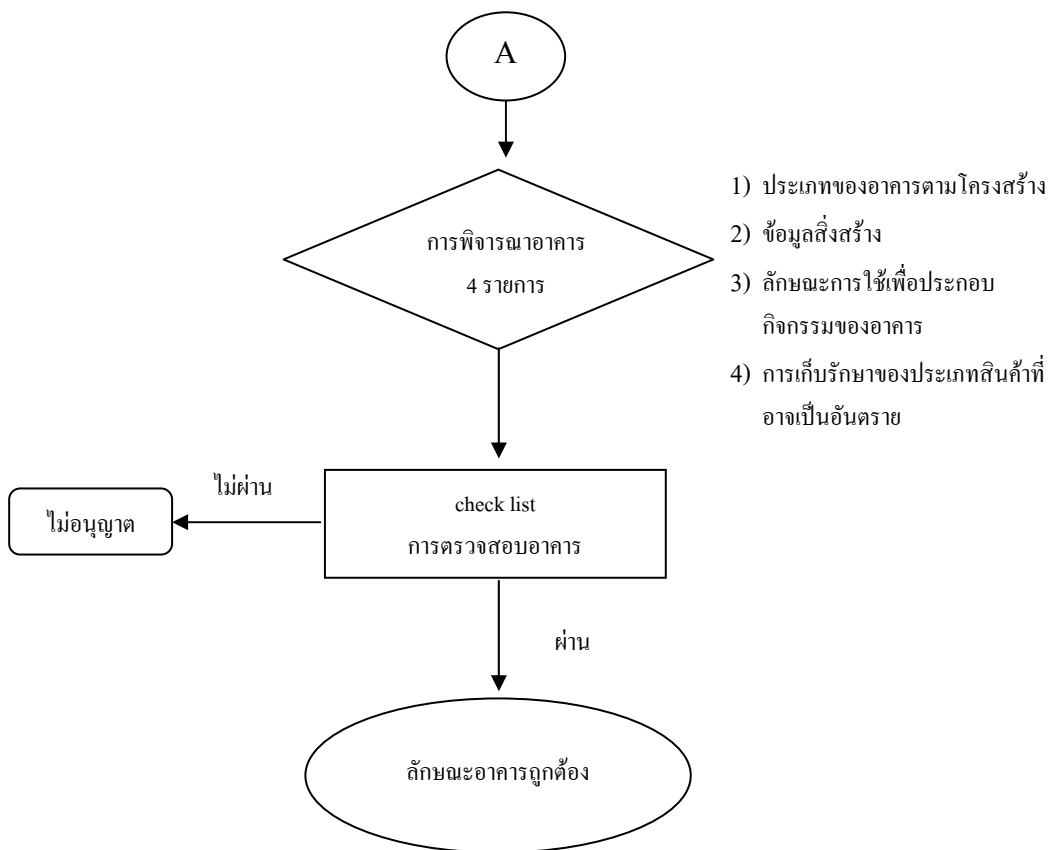 A
การพิจารณาอาคาร
4 รายการ
1) ประเภทของอาคารตามโครงสร้าง
2) ข้อมูลสิ่งสร้าง
3) ลักษณะการใช้เพื่อประกอบ
กิจกรรมของอาคาร
4) การเก็บรักษาของประเภทสินค้าที่
อาจเป็นอันตราย
ไม่ผ่าน
ไม่อนุญาต
check list
การตรวจสอบอาคาร
ผ่าน
ลักษณะอาคารถูกต้อง